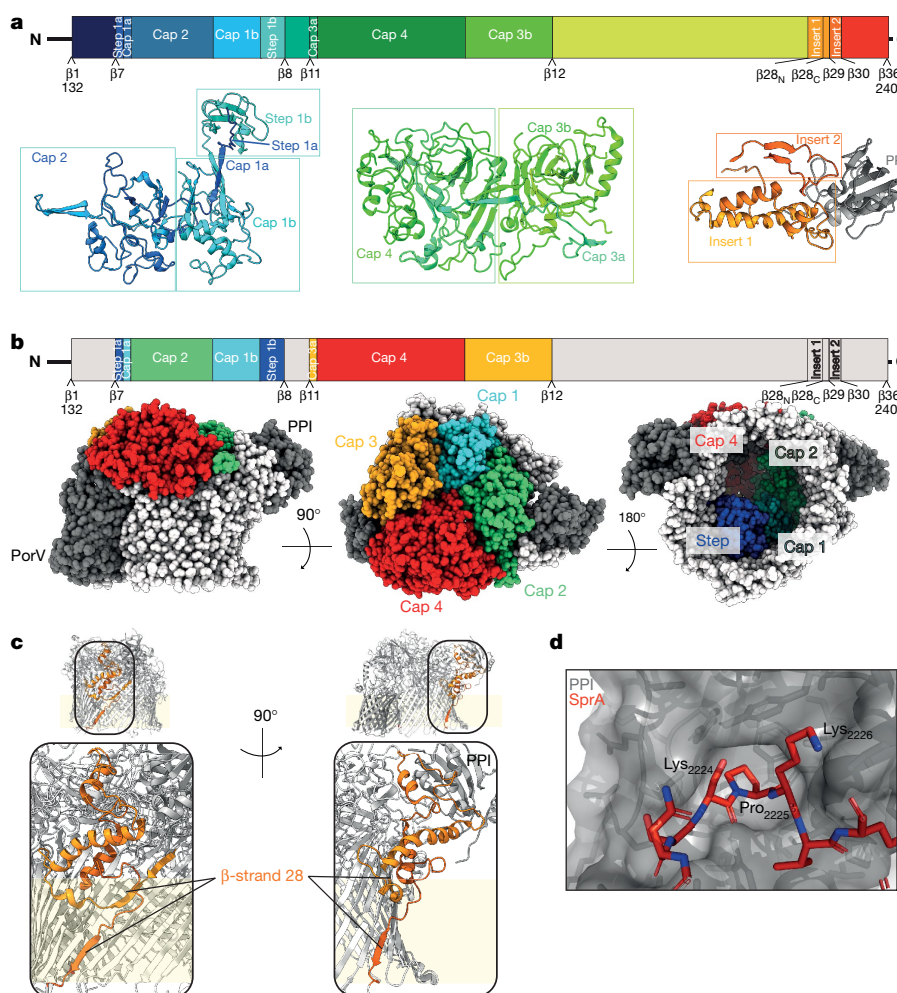 a
N
Step 1a
Cap 1a
Cap 2
Cap 1b
Step 1b
Cap 3a
Cap 4
Cap 3b
Insert 1
Insert 2
β1 β7 β8 β11 β12 β28N β28C β29 β30 β36
132 240
Step 1b
Step 1a
Cap 2
Cap 1a
Cap 1b
Cap 3b
Cap 4
Cap 3a
Insert 2
Insert 1
b
N
Step 1a
Cap 1a
Cap 2
Cap 1b
Step 1b
Cap 3a
Cap 4
Cap 3b
Insert 1
Insert 2
β1 β7 β8 β11 β12 β28N β28C β29 β30 β36
132 240
PPI
PorV
90°
Cap 1
Cap 3
Cap 4
Cap 2
180°
Cap 4
Cap 2
Step
Cap 1
c
90°
PPI
β-strand 28
d
PPI
SprA
Lys2226
Lys2224
Pro2225